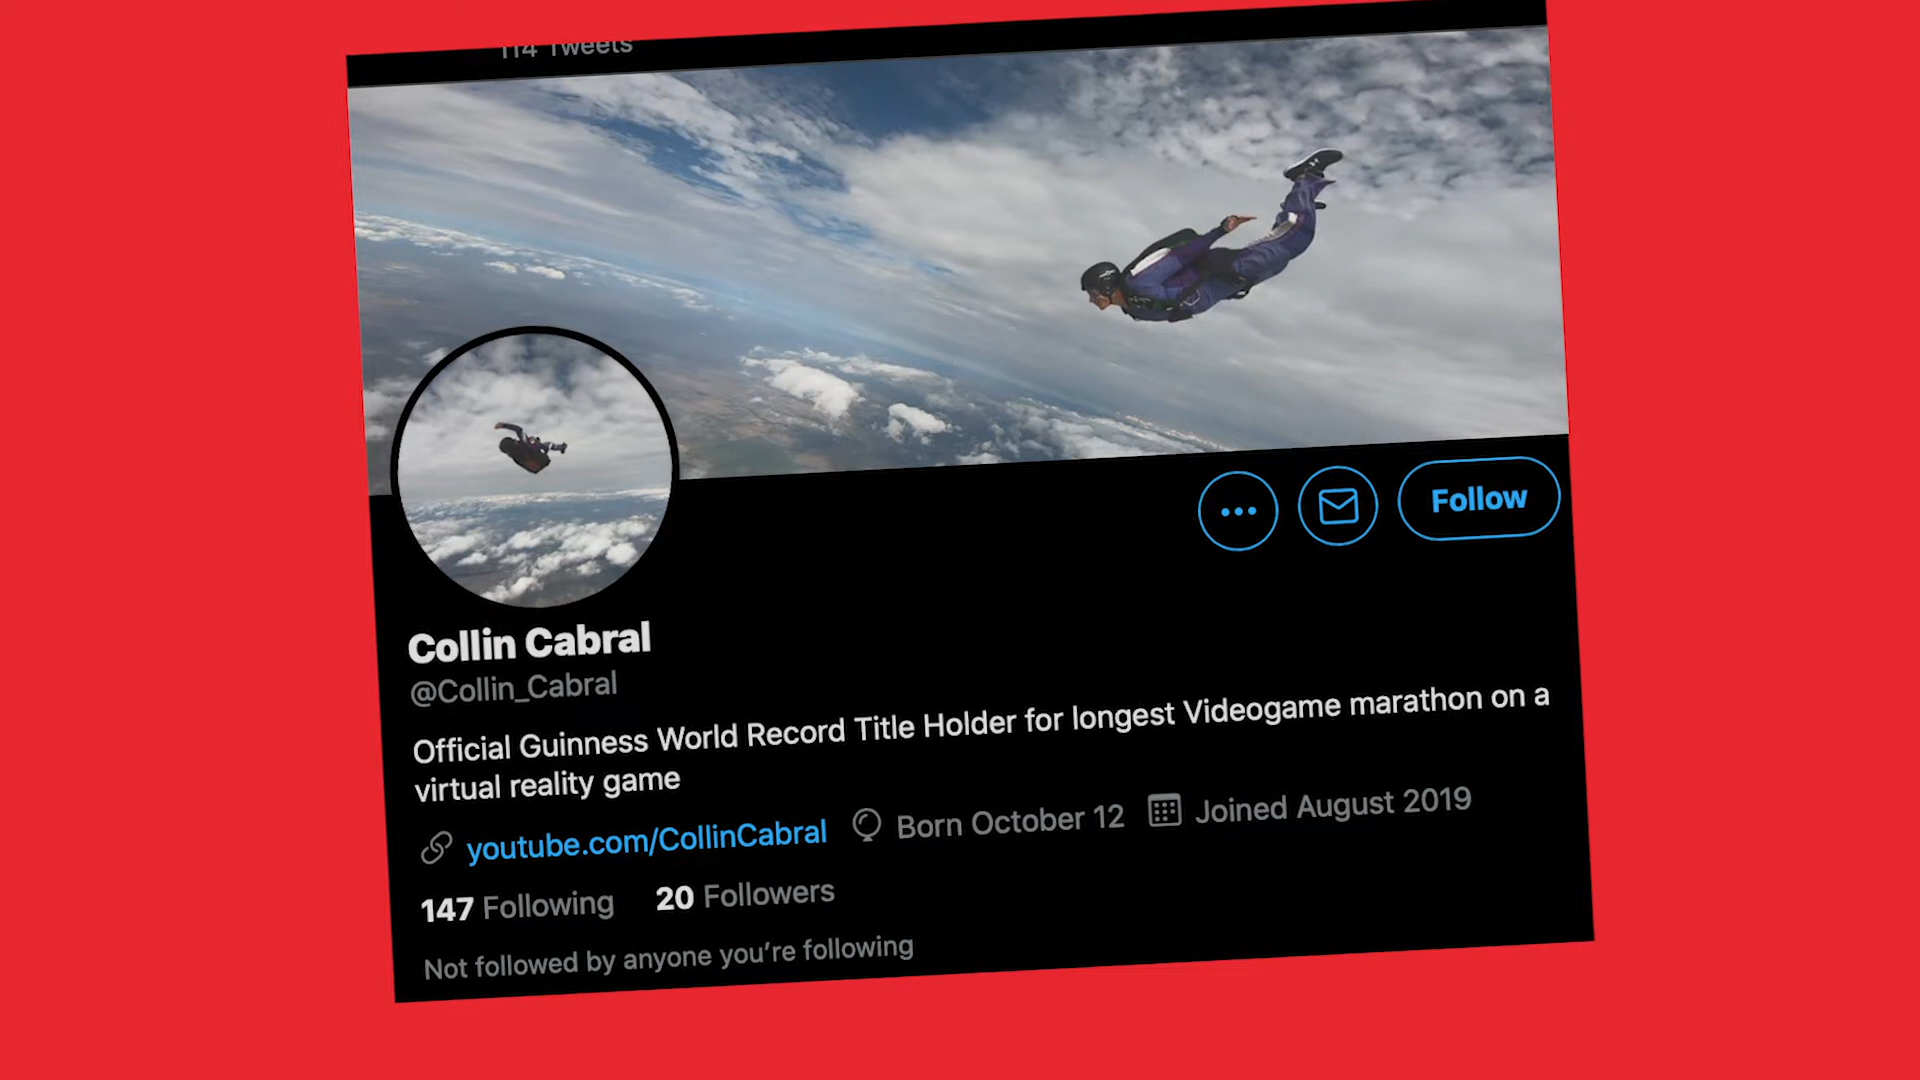 114 Tweets
Collin Cabral
@Collin_Cabral
Official Guinness World Record Title Holder for longest Videogame marathon on a
virtual reality game
youtube.com/CollinCabral Born October 12 Joined August 2019
147 Following 20 Followers
Not followed by anyone you’re following
Follow